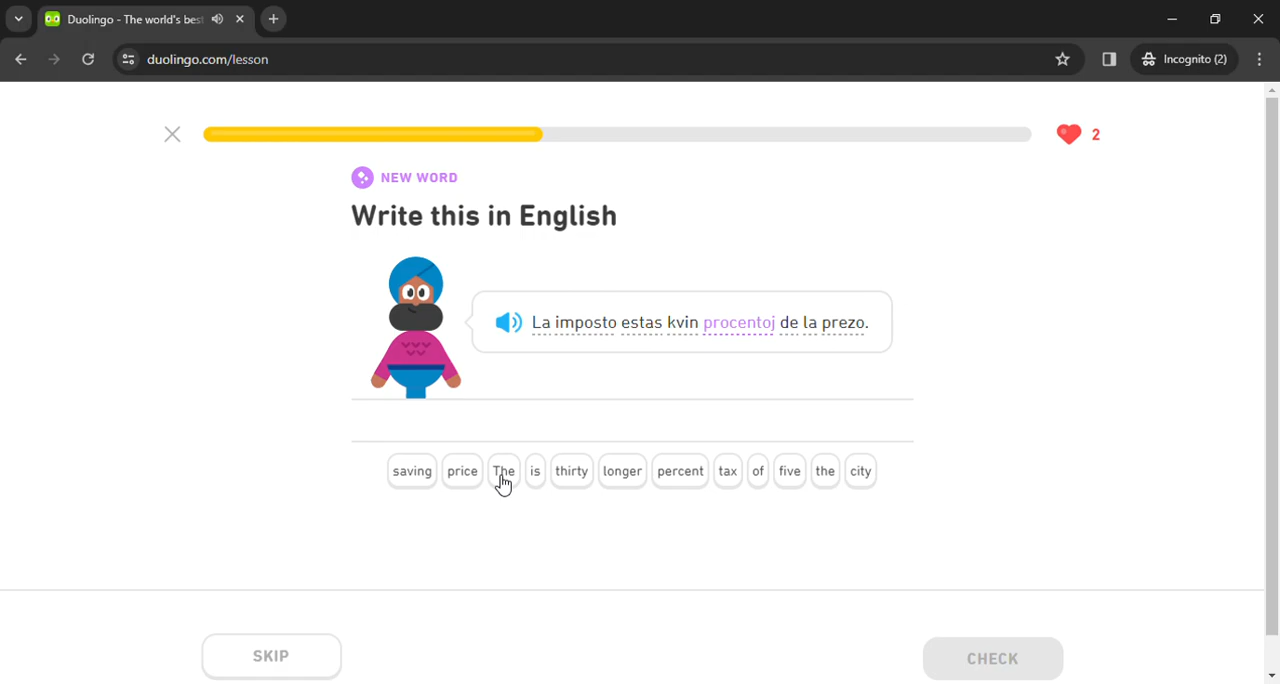 Duolingo - The world's best
duolingo.com/lesson
Incognito (2)
2
NEW WORD
Write this in English
La imposto estas kvin procentoj de la prezo.
saving price The is thirty longer percent tax of five the city
SKIP
CHECK